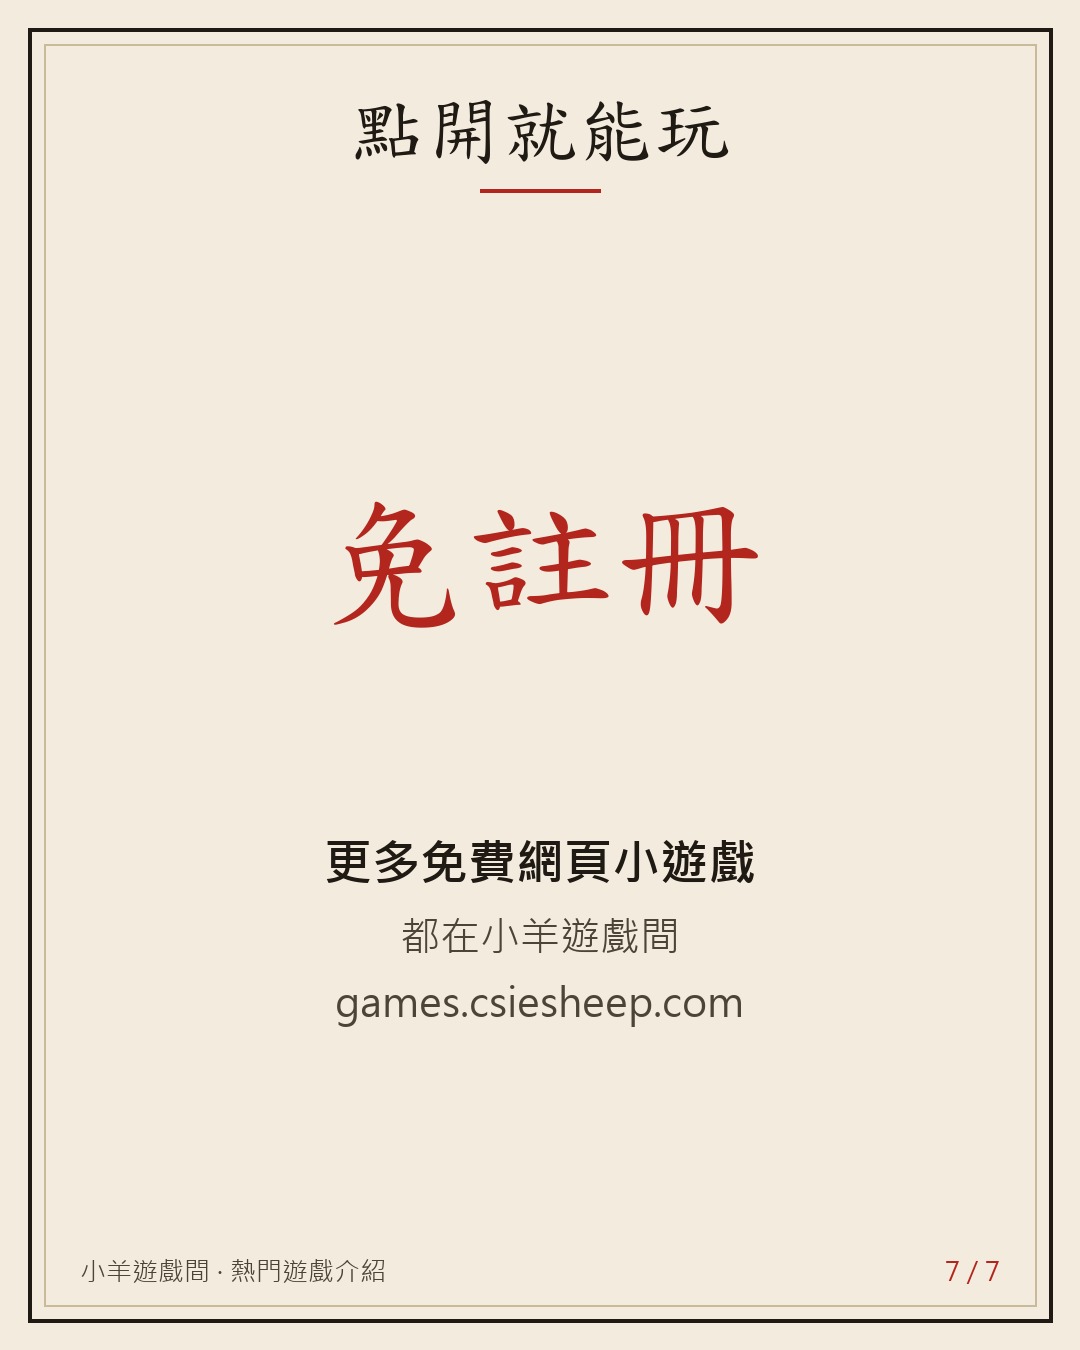 點開就能玩
免註冊
更多免費網頁小遊戲
都在小羊遊戲間
games.csiesheep.com
小羊遊戲間 · 熱門遊戲介紹
7 / 7